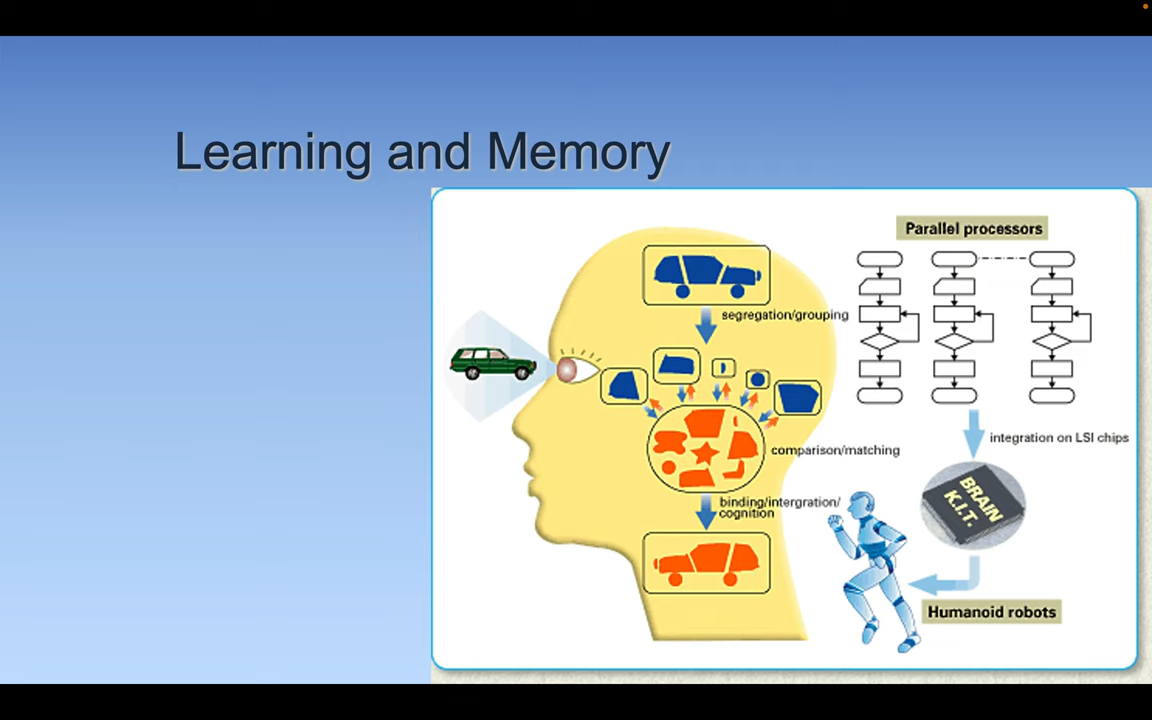 Learning and Memory
Parallel processors
segregation/grouping
comparison/matching
binding/intergration/
cognition
integration on LSI chips
BRAIN
K.I.T.
Humanoid robots